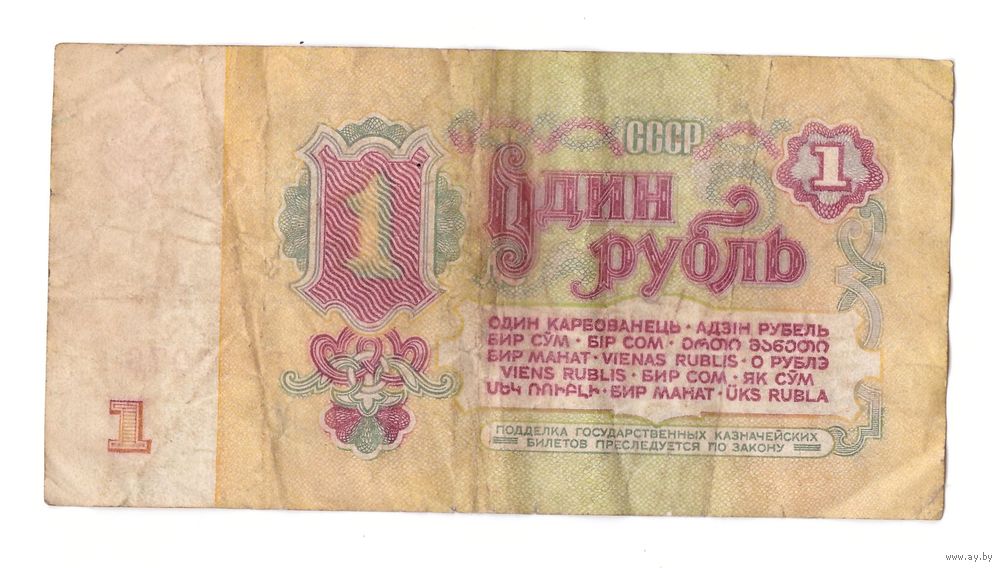 СССР
1
1
Один
рубль
ОДИН КАРБОВАНЕЦЬ · АДЗІН РУБЕЛЬ
БИР СЎМ · БІР СОМ · ᲔᲠᲗᲘ ᲛᲐᲜᲔᲗᲘ
БИР МАНАТ · VIENAS RUBLIS · О РУБЛЭ
VIENS RUBLIS · БИР СОМ · ЯК СЎМ
ՄԵԿ ՌՈՒԲԼԻ · БИР МАНАТ · ÜKS RUBLA
1
ПОДДЕЛКА ГОСУДАРСТВЕННЫХ КАЗНАЧЕЙСКИХ
БИЛЕТОВ ПРЕСЛЕДУЕТСЯ ПО ЗАКОНУ
www.ay.by